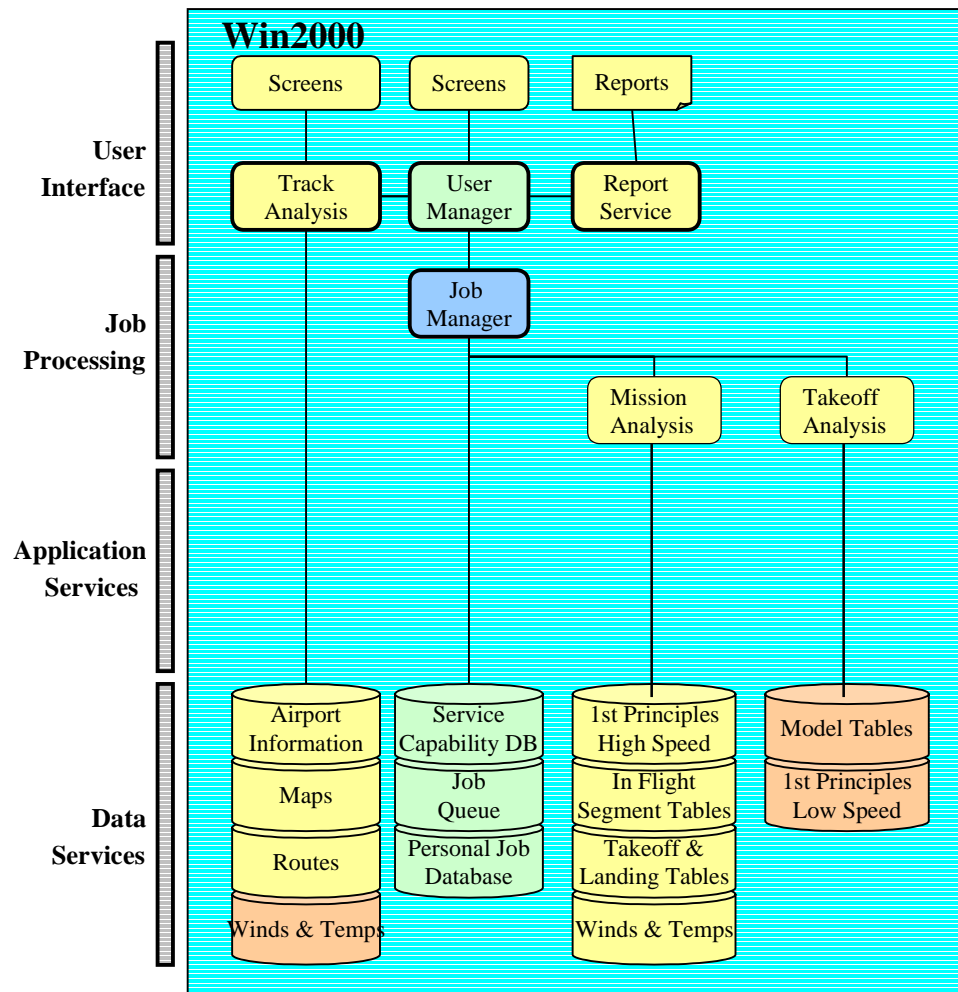 Win2000
Screens
Screens
Reports
User
Interface
Track
Analysis
User
Manager
Report
Service
Job
Processing
Job
Manager
Mission
Analysis
Takeoff
Analysis
Application
Services
Data
Services
Airport
Information
Maps
Routes
Winds & Temps
Service
Capability DB
Job
Queue
Personal Job
Database
1st Principles
High Speed
In Flight
Segment Tables
Takeoff &
Landing Tables
Winds & Temps
Model Tables
1st Principles
Low Speed